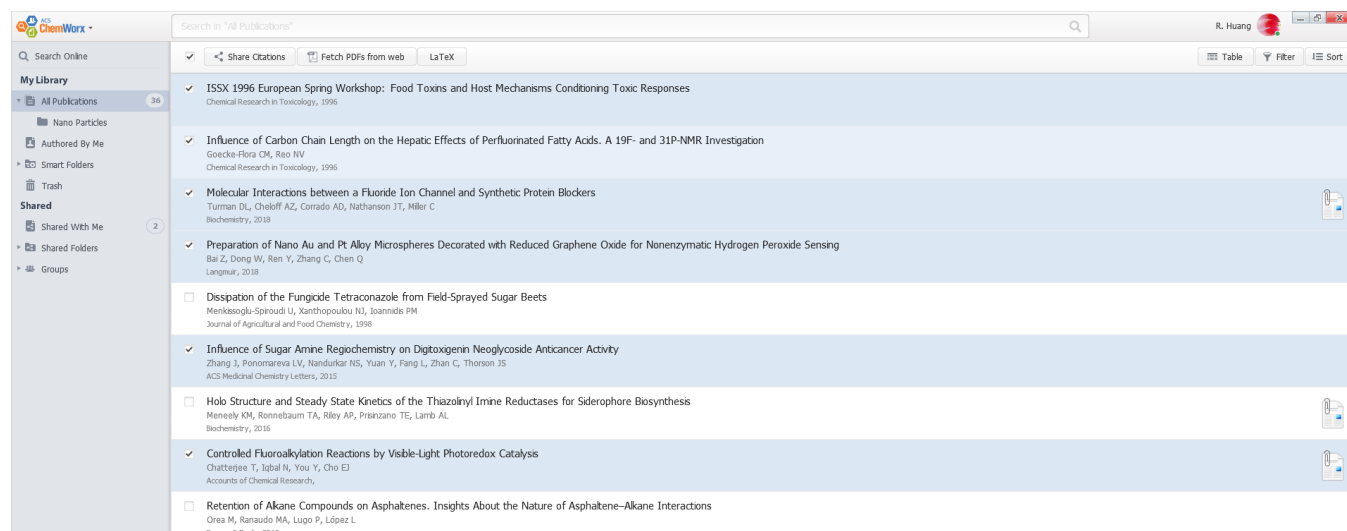 ACS
ChemWorx
Search in "All Publications"
R. Huang
Search Online
Share Citations
Fetch PDFs from web
LaTeX
Table
Filter
Sort
My Library
All Publications
36
Nano Particles
Authored By Me
Smart Folders
Trash
Shared
Shared With Me
2
Shared Folders
Groups
ISSX 1996 European Spring Workshop: Food Toxins and Host Mechanisms Conditioning Toxic Responses
Chemical Research in Toxicology, 1996
Influence of Carbon Chain Length on the Hepatic Effects of Perfluorinated Fatty Acids. A 19F- and 31P-NMR Investigation
Goecke-Flora CM, Reo NV
Chemical Research in Toxicology, 1996
Molecular Interactions between a Fluoride Ion Channel and Synthetic Protein Blockers
Turman DL, Cheloff AZ, Corrado AD, Nathanson JT, Miller C
Biochemistry, 2018
Preparation of Nano Au and Pt Alloy Microspheres Decorated with Reduced Graphene Oxide for Nonenzymatic Hydrogen Peroxide Sensing
Bai Z, Dong W, Ren Y, Zhang C, Chen Q
Langmuir, 2018
Dissipation of the Fungicide Tetraconazole from Field-Sprayed Sugar Beets
Menkissoglu-Spiroudi U, Xanthopoulou NJ, Ioannidis PM
Journal of Agricultural and Food Chemistry, 1998
Influence of Sugar Amine Regiochemistry on Digitoxigenin Neoglycoside Anticancer Activity
Zhang J, Ponomareva LV, Nandurkar NS, Yuan Y, Fang L, Zhan C, Thorson JS
ACS Medicinal Chemistry Letters, 2015
Holo Structure and Steady State Kinetics of the Thiazolinyl Imine Reductases for Siderophore Biosynthesis
Meneely KM, Ronnebaum TA, Riley AP, Prisinzano TE, Lamb AL
Biochemistry, 2016
Controlled Fluoroalkylation Reactions by Visible-Light Photoredox Catalysis
Chatterjee T, Iqbal N, You Y, Cho EJ
Accounts of Chemical Research,
Retention of Alkane Compounds on Asphaltenes. Insights About the Nature of Asphaltene–Alkane Interactions
Orea M, Ranaudo MA, Lugo P, López L